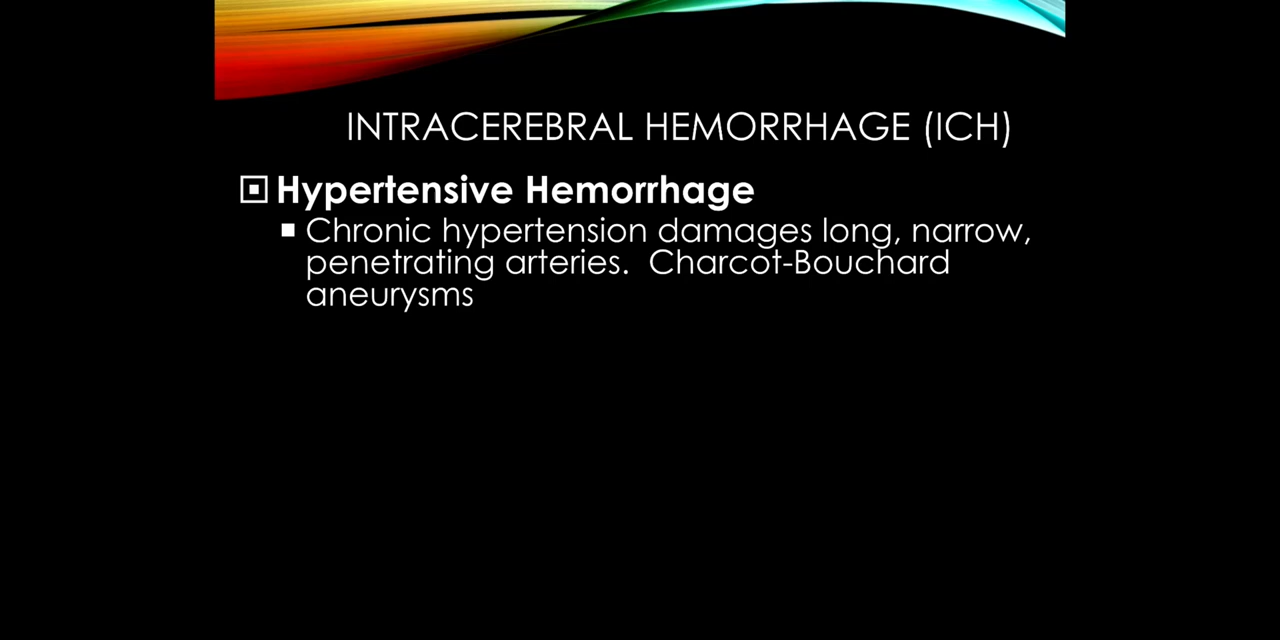 INTRACEREBRAL HEMORRHAGE (ICH)
Hypertensive Hemorrhage
Chronic hypertension damages long, narrow,
penetrating arteries.  Charcot-Bouchard
aneurysms